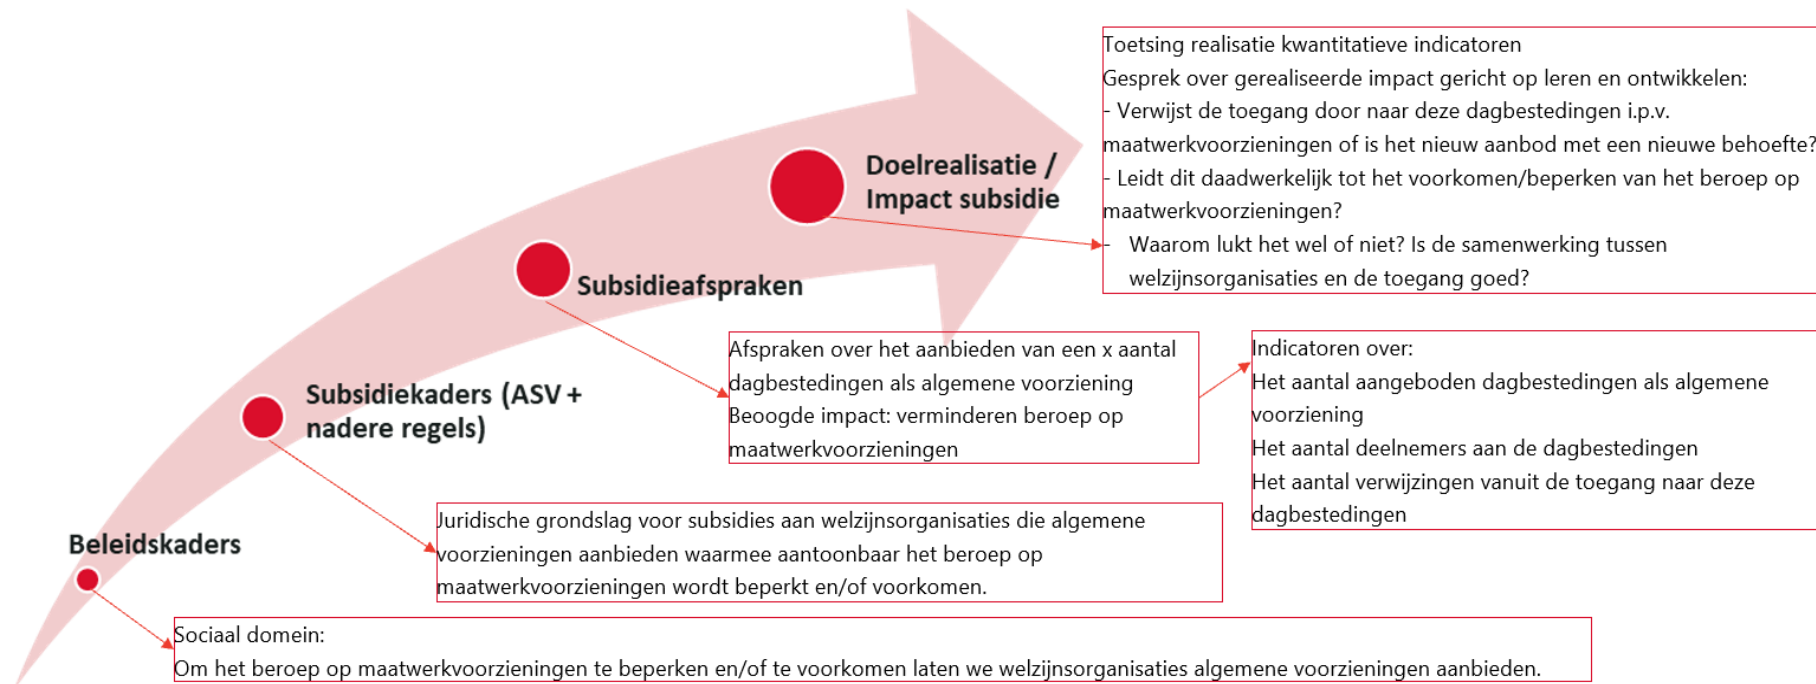 Toetsing realisatie kwantitatieve indicatoren
Gesprek over gerealiseerde impact gericht op leren en ontwikkelen:
- Verwijst de toegang door naar deze dagbestedingen i.p.v.
maatwerkvoorzieningen of is het nieuw aanbod met een nieuwe behoefte?
- Leidt dit daadwerkelijk tot het voorkomen/beperken van het beroep op
maatwerkvoorzieningen?
- Waarom lukt het wel of niet? Is de samenwerking tussen
welzijnsorganisaties en de toegang goed?
Doelrealisatie /
Impact subsidie
Subsidieafspraken
Afspraken over het aanbieden van een x aantal
dagbestedingen als algemene voorziening
Beoogde impact: verminderen beroep op
maatwerkvoorzieningen
Indicatoren over:
Het aantal aangeboden dagbestedingen als algemene
voorziening
Het aantal deelnemers aan de dagbestedingen
Het aantal verwijzingen vanuit de toegang naar deze
dagbestedingen
Subsidiekaders (ASV +
nadere regels)
Juridische grondslag voor subsidies aan welzijnsorganisaties die algemene
voorzieningen aanbieden waarmee aantoonbaar het beroep op
maatwerkvoorzieningen wordt beperkt en/of voorkomen.
Beleidskaders
Sociaal domein:
Om het beroep op maatwerkvoorzieningen te beperken en/of te voorkomen laten we welzijnsorganisaties algemene voorzieningen aanbieden.